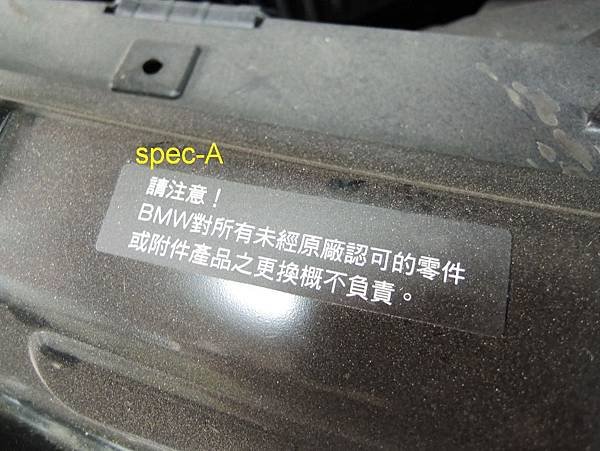 spec-A
請注意！
BMW對所有未經原廠認可的零件
或附件產品之更換概不負責。